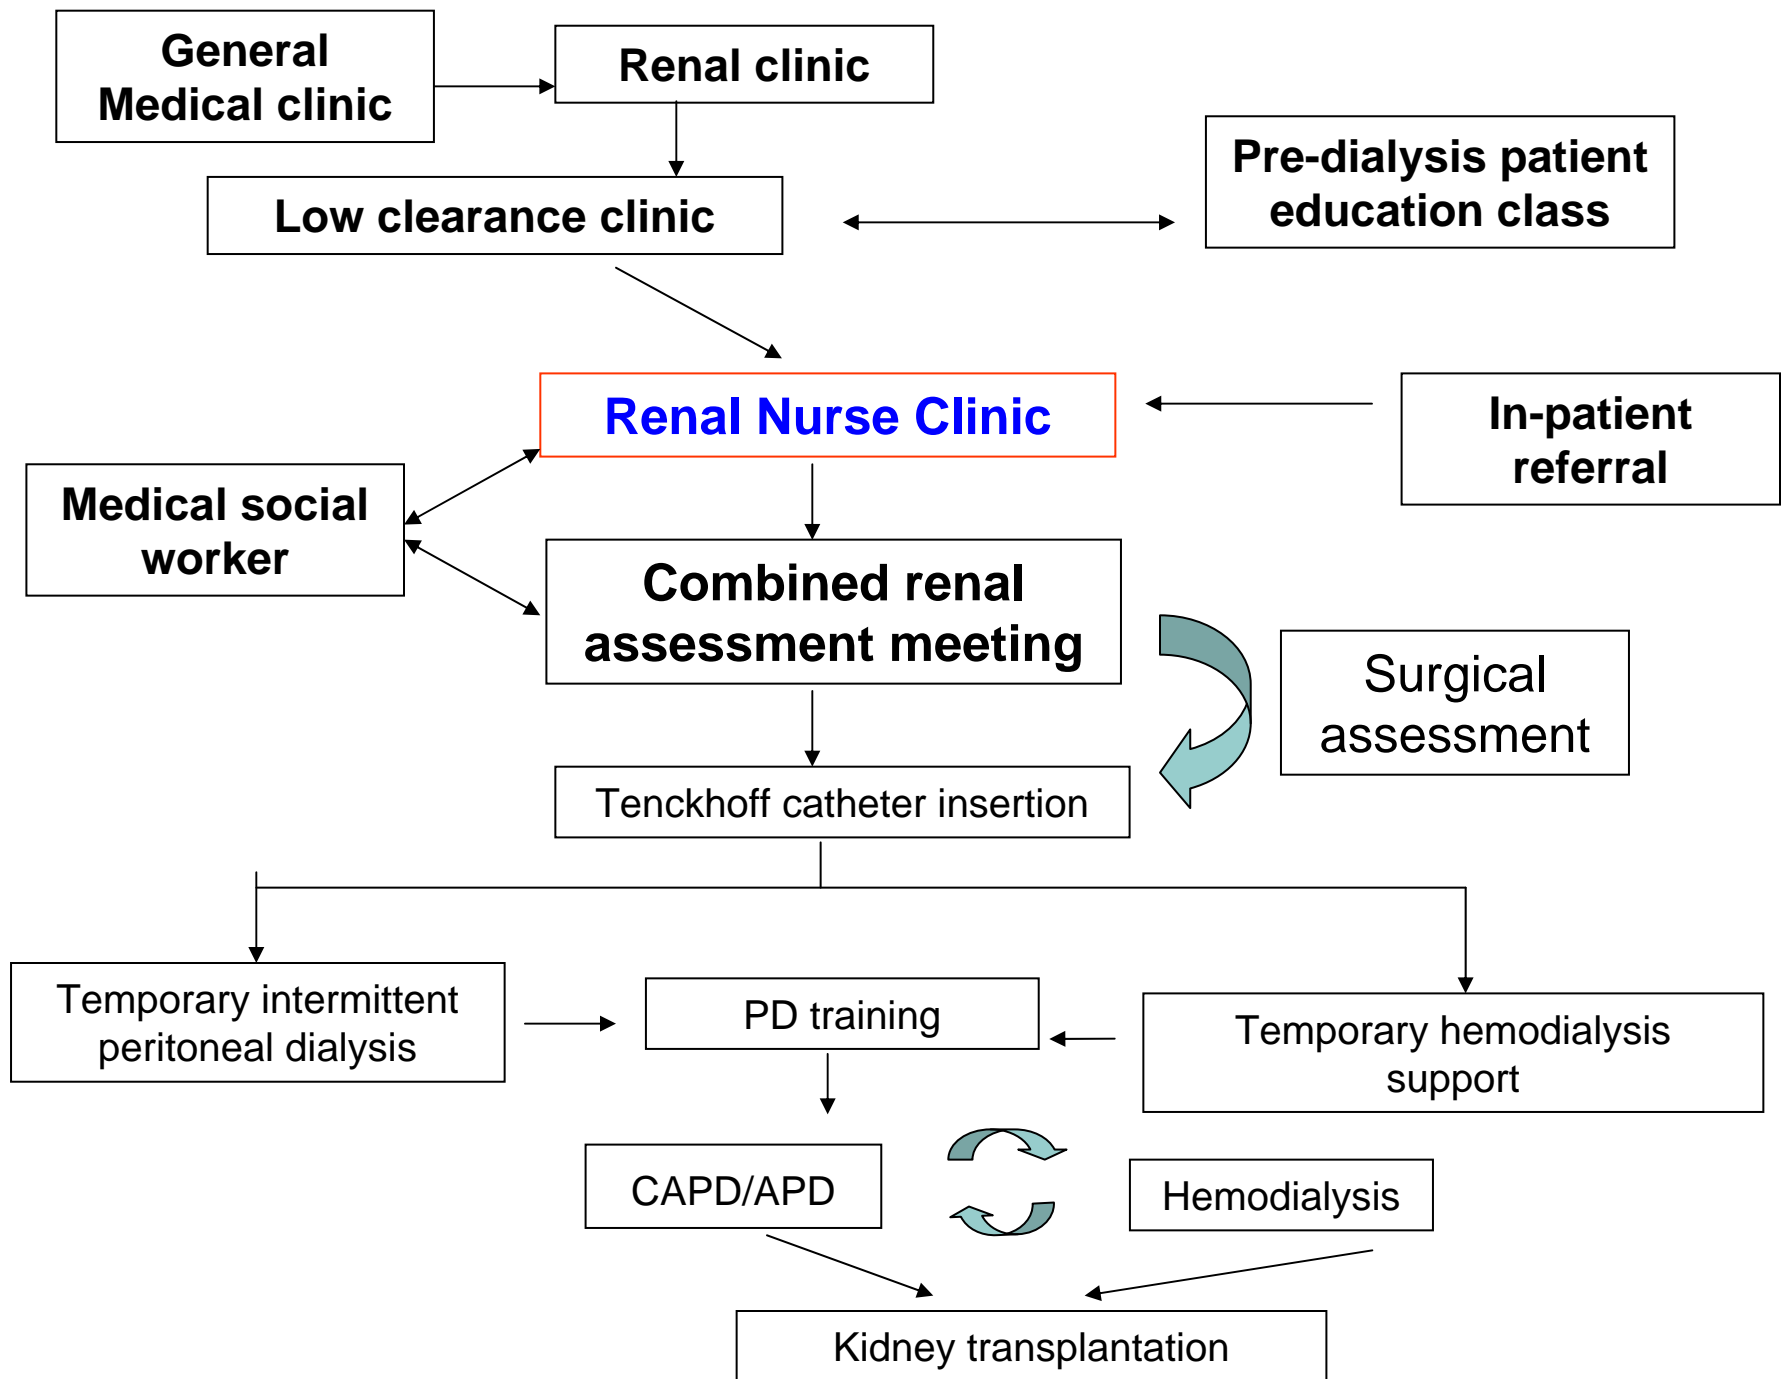 General
Medical clinic
Renal clinic
Low clearance clinic
Pre-dialysis patient
education class
Renal Nurse Clinic
In-patient
referral
Medical social
worker
Combined renal
assessment meeting
Surgical
assessment
Tenckhoff catheter insertion
Temporary intermittent
peritoneal dialysis
PD training
Temporary hemodialysis
support
CAPD/APD
Hemodialysis
Kidney transplantation